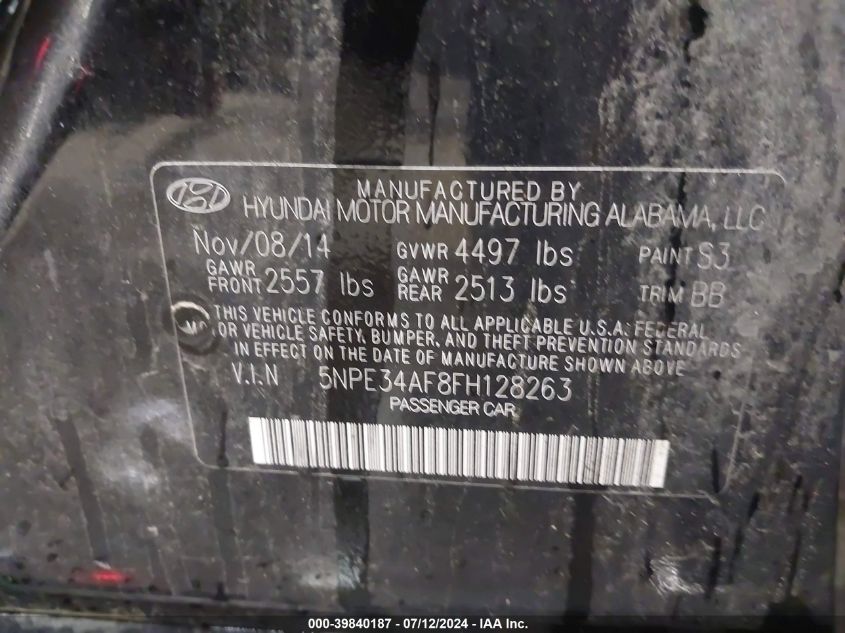 MANUFACTURED BY
HYUNDAI MOTOR MANUFACTURING ALABAMA, LLC
Nov/08/14 GVWR 4497 lbs PAINT S3
GAWR FRONT 2557 lbs GAWR REAR 2513 lbs TRIM BB
THIS VEHICLE CONFORMS TO ALL APPLICABLE U.S.A. FEDERAL
OR VEHICLE SAFETY, BUMPER, AND THEFT PREVENTION STANDARDS
IN EFFECT ON THE DATE OF MANUFACTURE SHOWN ABOVE
V.I.N 5NPE34AF8FH128263
PASSENGER CAR
000-39840187 - 07/12/2024 - IAA Inc.